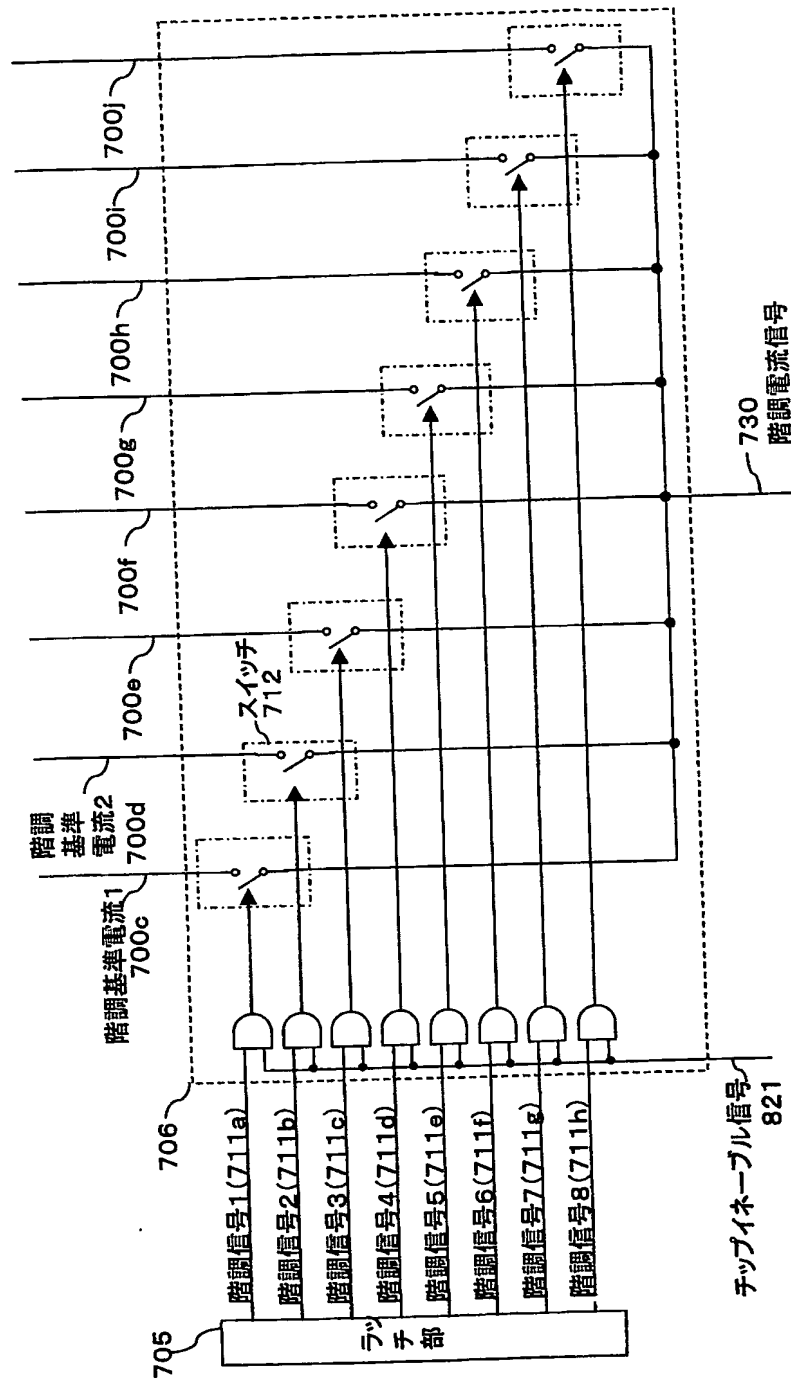 705
ラッチ部
階調信号1(711a)
階調信号2(711b)
階調信号3(711c)
階調信号4(711d)
階調信号5(711e)
階調信号6(711f)
階調信号7(711g)
階調信号8(711h)
チップイネーブル信号
821
706
階調基準電流1
700c
階調
基準
電流2
700d
スイッチ
712
700e
700f
700g
700h
700i
700j
730
階調電流信号